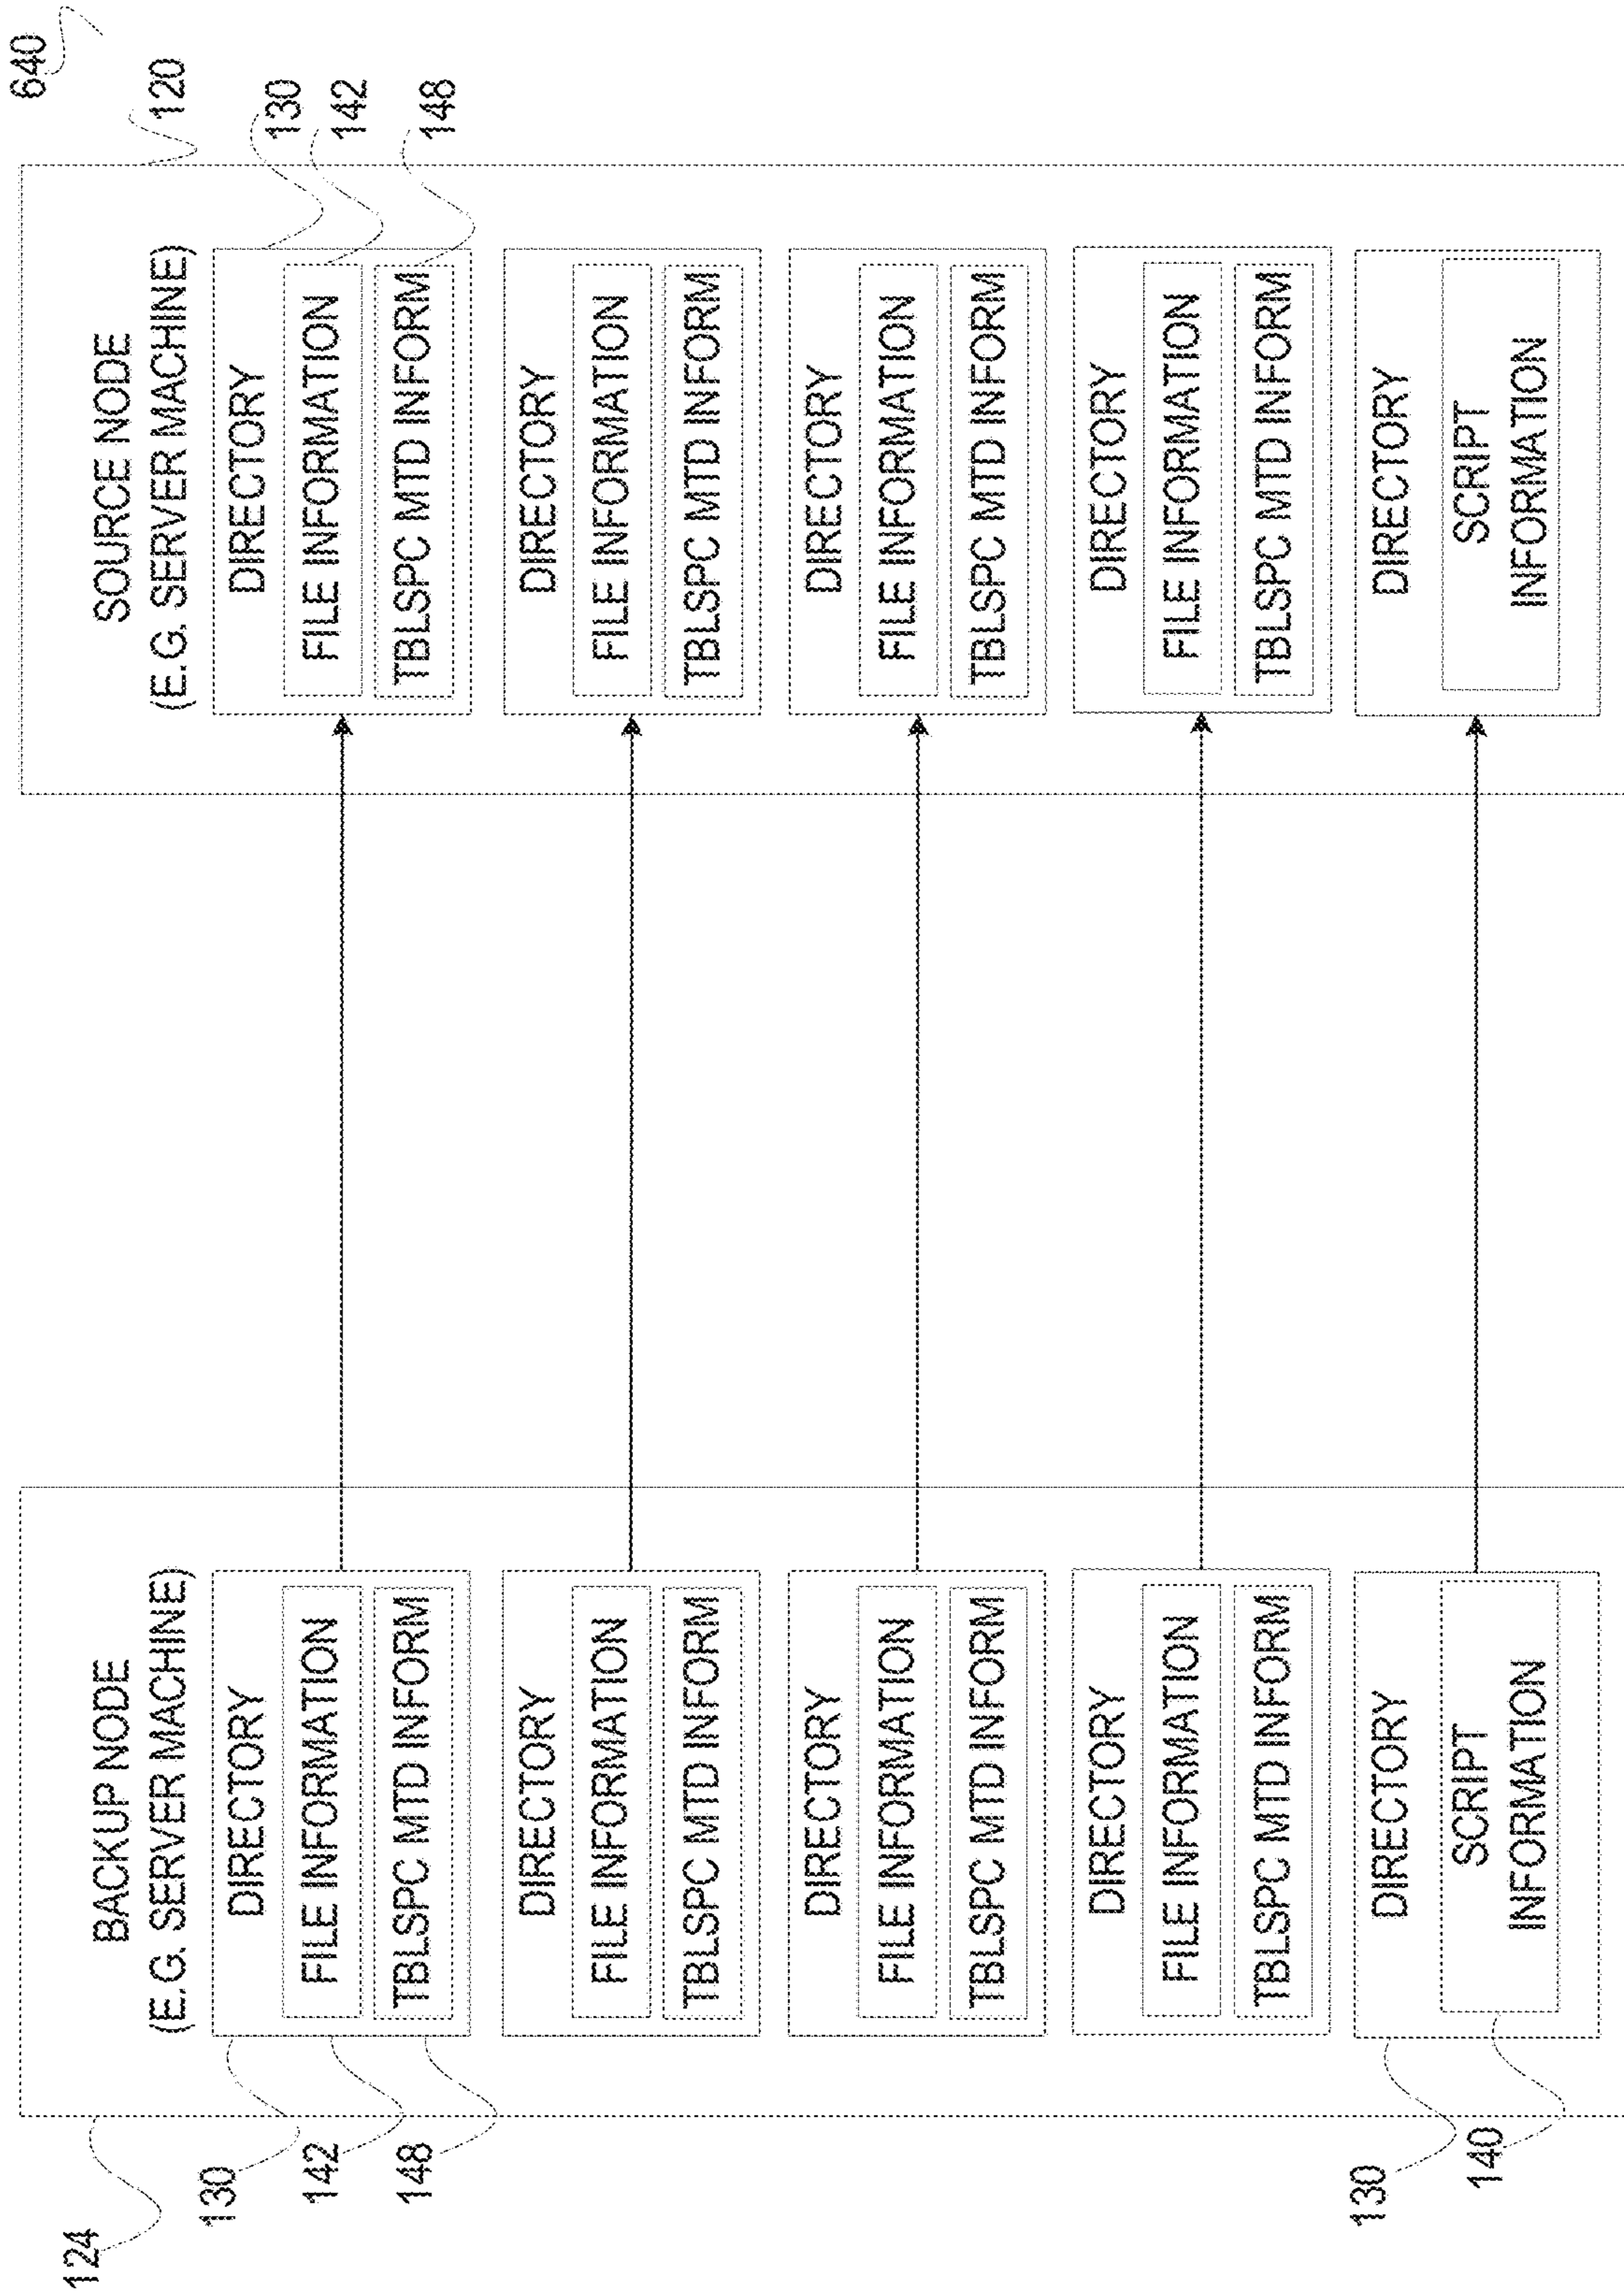 640
BACKUP NODE
(E.G. SERVER MACHINE)
124
130
142
148
DIRECTORY
FILE INFORMATION
TBLSPC MTD INFORM
DIRECTORY
FILE INFORMATION
TBLSPC MTD INFORM
DIRECTORY
FILE INFORMATION
TBLSPC MTD INFORM
DIRECTORY
FILE INFORMATION
TBLSPC MTD INFORM
130
140
DIRECTORY
SCRIPT
INFORMATION
SOURCE NODE
(E.G. SERVER MACHINE)
120
130
142
148
DIRECTORY
FILE INFORMATION
TBLSPC MTD INFORM
DIRECTORY
FILE INFORMATION
TBLSPC MTD INFORM
DIRECTORY
FILE INFORMATION
TBLSPC MTD INFORM
DIRECTORY
FILE INFORMATION
TBLSPC MTD INFORM
DIRECTORY
SCRIPT
INFORMATION